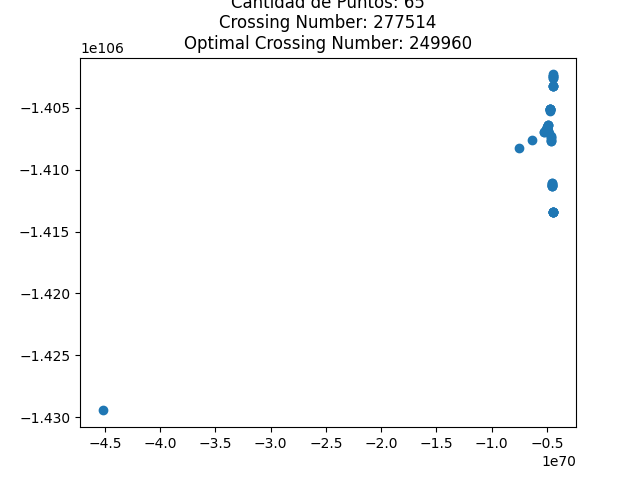 Cantidad de Puntos: 65
Crossing Number: 277514
Optimal Crossing Number: 249960
1e106
−1.405
−1.410
−1.415
−1.420
−1.425
−1.430
−4.5 −4.0 −3.5 −3.0 −2.5 −2.0 −1.5 −1.0 −0.5
1e70